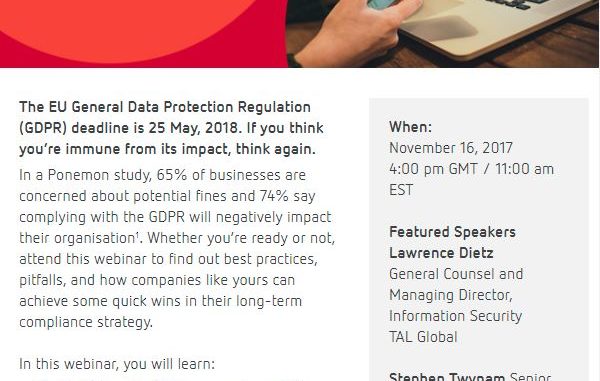 The EU General Data Protection Regulation
(GDPR) deadline is 25 May, 2018. If you think
you're immune from its impact, think again.
In a Ponemon study, 65% of businesses are
concerned about potential fines and 74% say
complying with the GDPR will negatively impact
their organisation¹. Whether you're ready or not,
attend this webinar to find out best practices,
pitfalls, and how companies like yours can
achieve some quick wins in their long-term
compliance strategy.
In this webinar, you will learn:
When:
November 16, 2017
4:00 pm GMT / 11:00 am
EST
Featured Speakers
Lawrence Dietz
General Counsel and
Managing Director,
Information Security
TAL Global
Stephen Twynam Senior